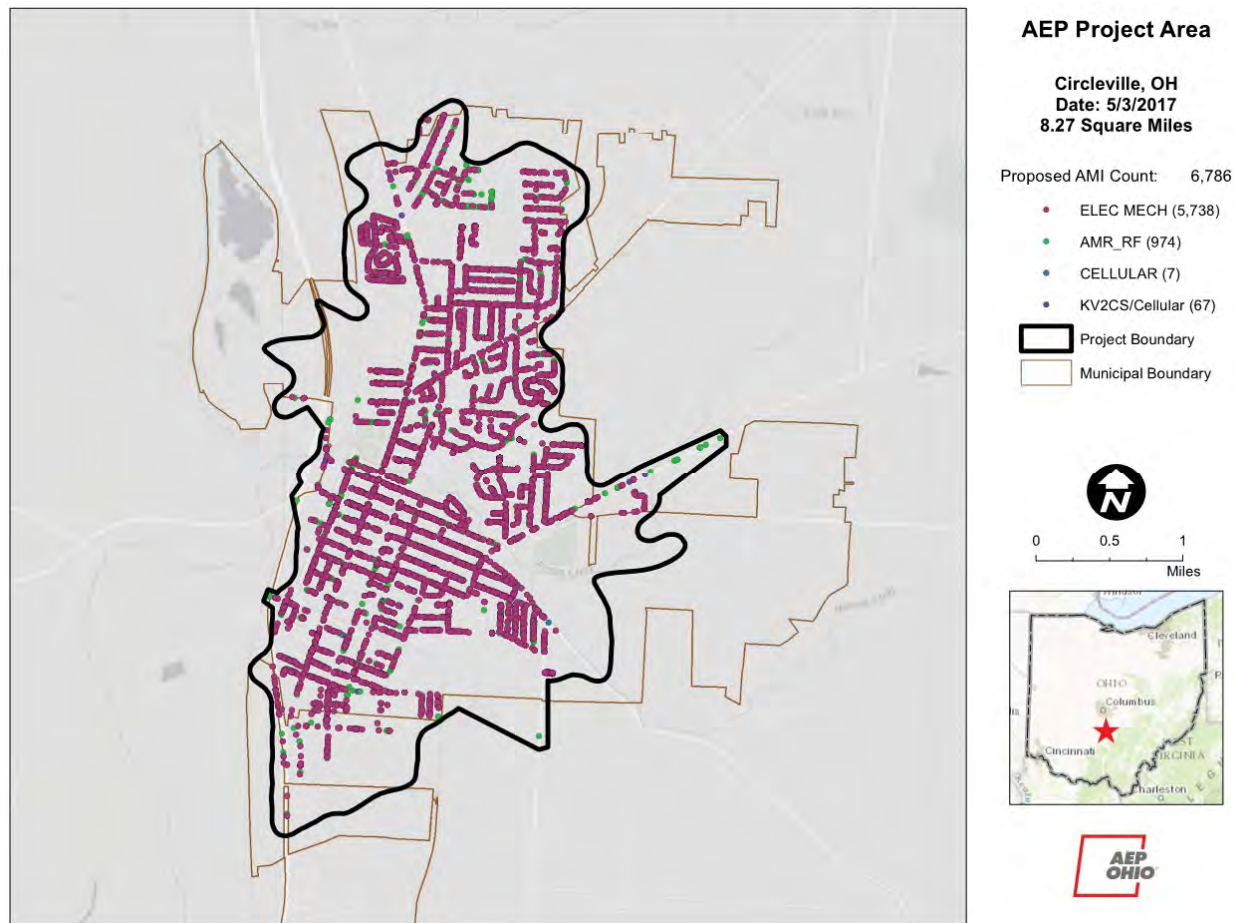 AEP Project Area
Circleville, OH
Date: 5/3/2017
8.27 Square Miles
Proposed AMI Count: 6,786
ELEC MECH (5,738)
AMR_RF (974)
CELLULAR (7)
KV2CS/Cellular (67)
Project Boundary
Municipal Boundary
N
0 0.5 1
Miles
Cleveland
OHIO
Columbus
Cincinnati
VIRGINIA
Charleston
AEP
OHIO